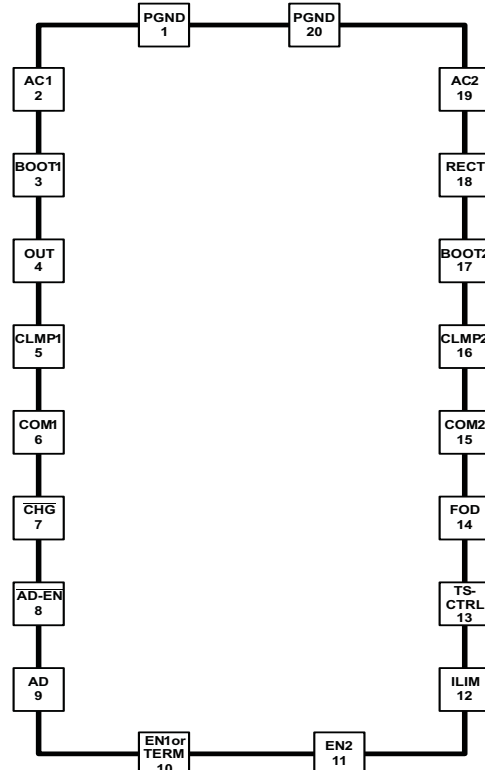 PGND
1
PGND
20
AC1
2
AC2
19
BOOT1
3
RECT
18
OUT
4
BOOT2
17
CLMP1
5
CLMP2
16
COM1
6
COM2
15
CHG
7
FOD
14
AD-EN
8
TS-
CTRL
13
AD
9
ILIM
12
EN1or
TERM
10
EN2
11